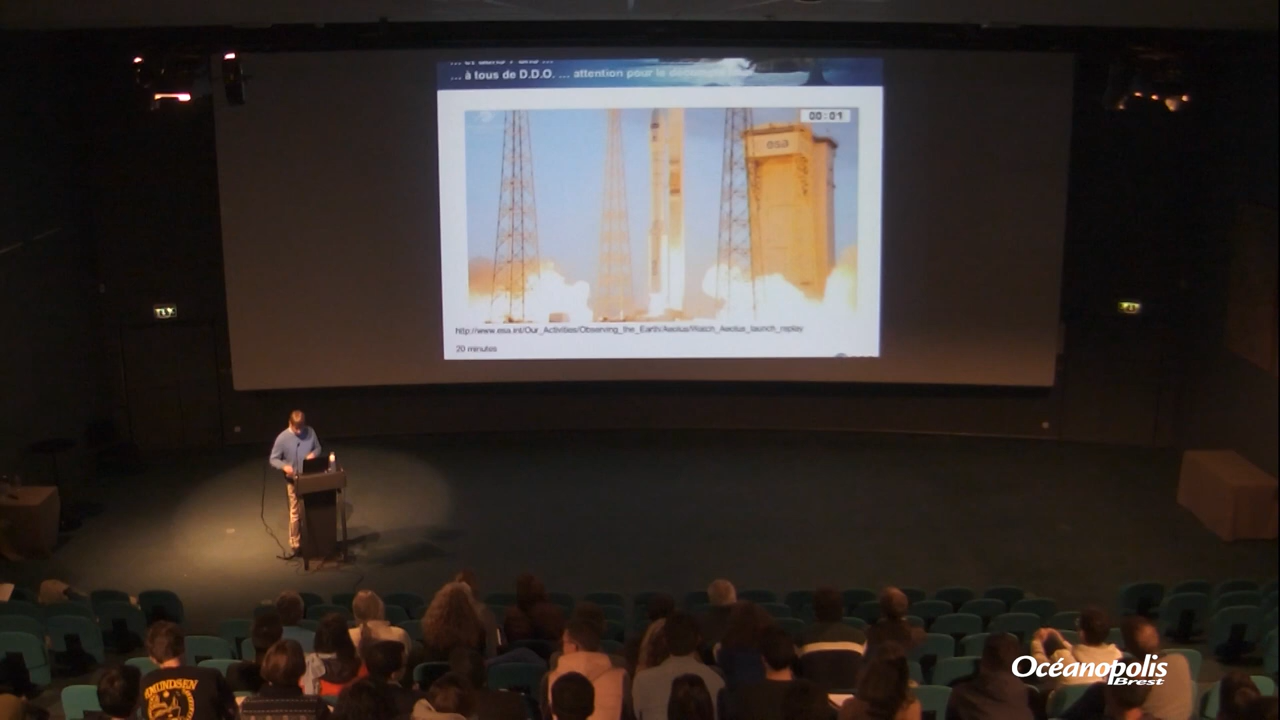 ... à tous de D.D.O. ... attention pour le
00:01
esa
http://www.esa.int/Our_Activities/Observing_the_Earth/Aeolus/Watch_Aeolus_launch_replay
20 minutes
MUNDSEN
Océanopolis
Brest